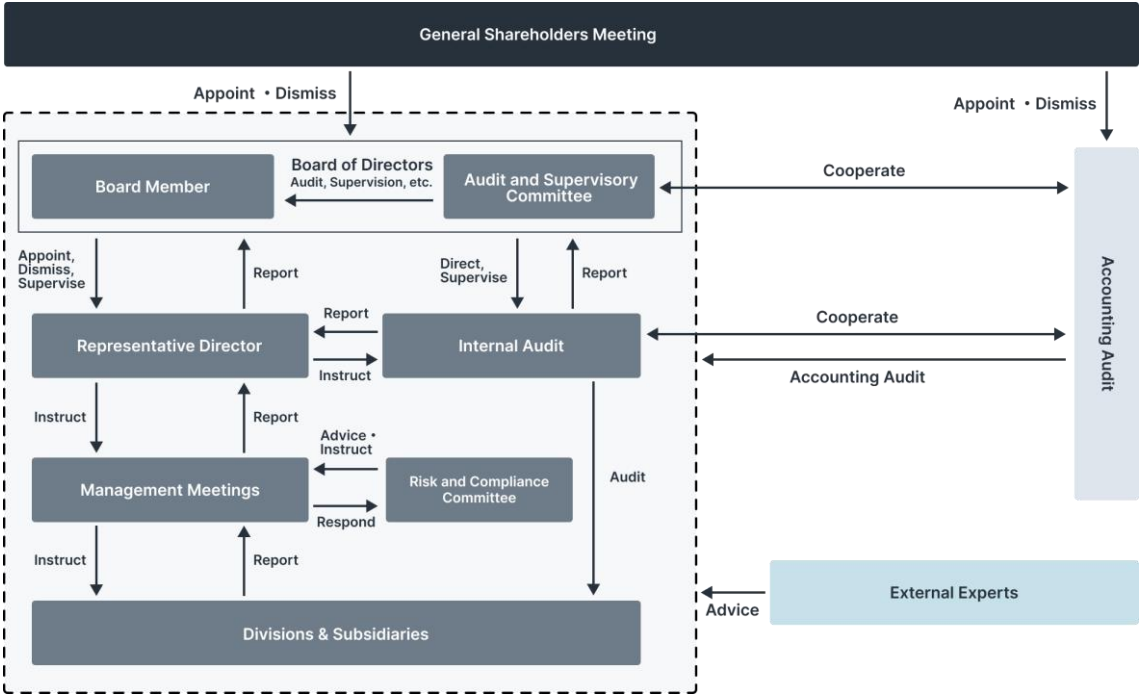 General Shareholders Meeting
Appoint ・Dismiss
Appoint ・Dismiss
Board of Directors
Audit, Supervision, etc.
Board Member
Audit and Supervisory
Committee
Cooperate
Appoint,
Dismiss,
Supervise
Report
Direct,
Supervise
Report
Representative Director
Report
Instruct
Internal Audit
Cooperate
Accounting Audit
Accounting Audit
Instruct
Report
Advice・
Instruct
Audit
Management Meetings
Respond
Risk and Compliance
Committee
Instruct
Report
Advice
External Experts
Divisions & Subsidiaries